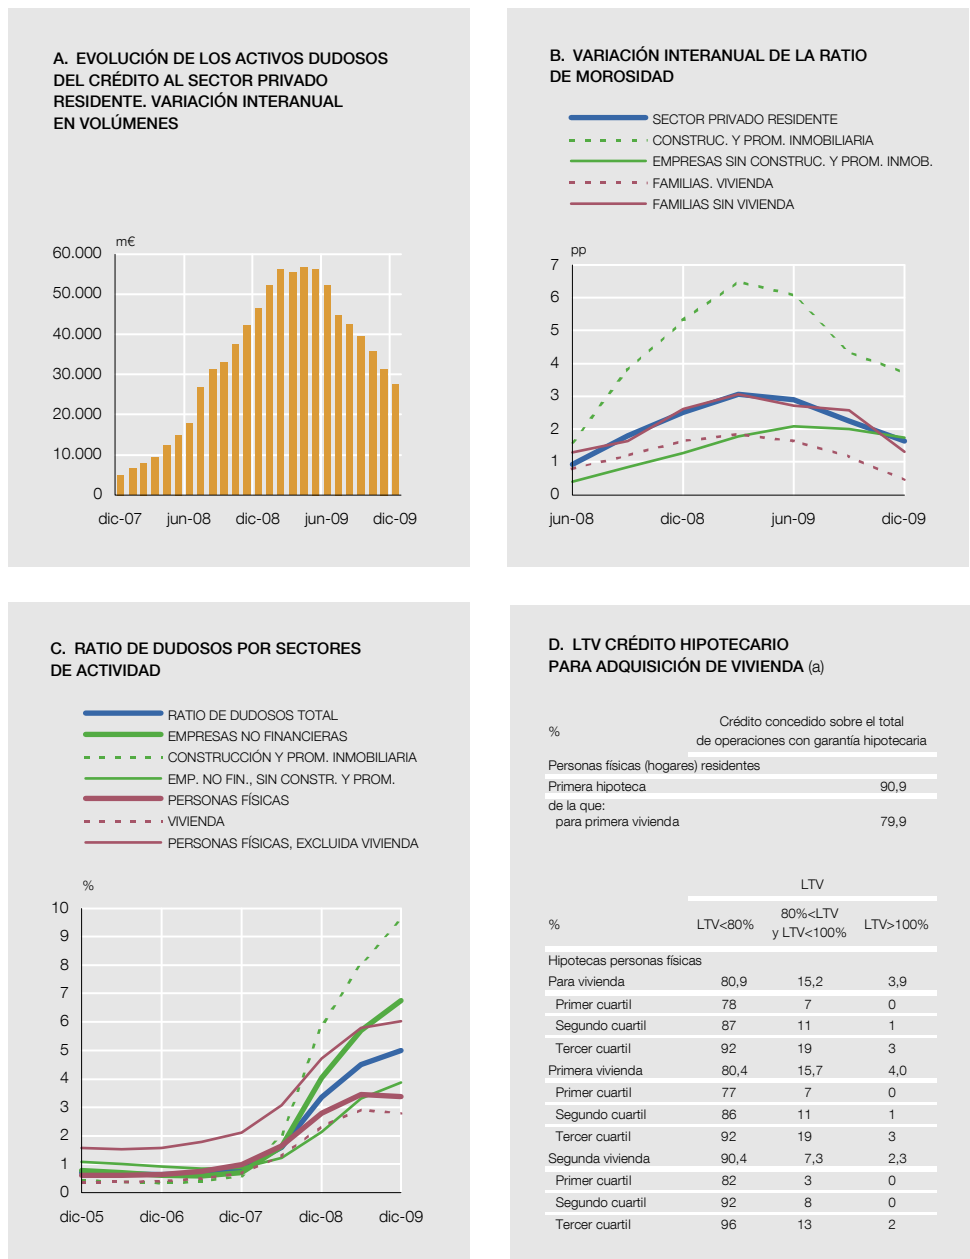 A. EVOLUCIÓN DE LOS ACTIVOS DUDOSOS
DEL CRÉDITO AL SECTOR PRIVADO
RESIDENTE. VARIACIÓN INTERANUAL
EN VOLÚMENES
m€
60.000
50.000
40.000
30.000
20.000
10.000
0
dic-07 jun-08 dic-08 jun-09 dic-09
B. VARIACIÓN INTERANUAL DE LA RATIO
DE MOROSIDAD
SECTOR PRIVADO RESIDENTE
CONSTRUC. Y PROM. INMOBILIARIA
EMPRESAS SIN CONSTRUC. Y PROM. INMOB.
FAMILIAS. VIVIENDA
FAMILIAS SIN VIVIENDA
pp
7
6
5
4
3
2
1
0
jun-08 dic-08 jun-09 dic-09
C. RATIO DE DUDOSOS POR SECTORES
DE ACTIVIDAD
RATIO DE DUDOSOS TOTAL
EMPRESAS NO FINANCIERAS
CONSTRUCCIÓN Y PROM. INMOBILIARIA
EMP. NO FIN., SIN CONSTR. Y PROM.
PERSONAS FÍSICAS
VIVIENDA
PERSONAS FÍSICAS, EXCLUIDA VIVIENDA
%
10
9
8
7
6
5
4
3
2
1
0
dic-05 dic-06 dic-07 dic-08 dic-09
D. LTV CRÉDITO HIPOTECARIO
PARA ADQUISICIÓN DE VIVIENDA (a)
% Crédito concedido sobre el total
de operaciones con garantía hipotecaria
Personas físicas (hogares) residentes
Primera hipoteca 90,9
de la que:
para primera vivienda 79,9
LTV
% LTV<80% 80%<LTV y LTV<100% LTV>100%
Hipotecas personas físicas
Para vivienda 80,9 15,2 3,9
Primer cuartil 78 7 0
Segundo cuartil 87 11 1
Tercer cuartil 92 19 3
Primera vivienda 80,4 15,7 4,0
Primer cuartil 77 7 0
Segundo cuartil 86 11 1
Tercer cuartil 92 19 3
Segunda vivienda 90,4 7,3 2,3
Primer cuartil 82 3 0
Segundo cuartil 92 8 0
Tercer cuartil 96 13 2